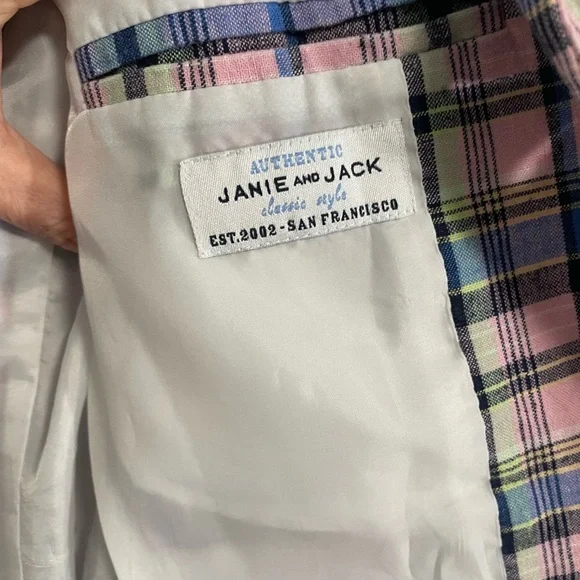 AUTHENTIC
JANIE AND JACK
classic style
EST.2002-SAN FRANCISCO